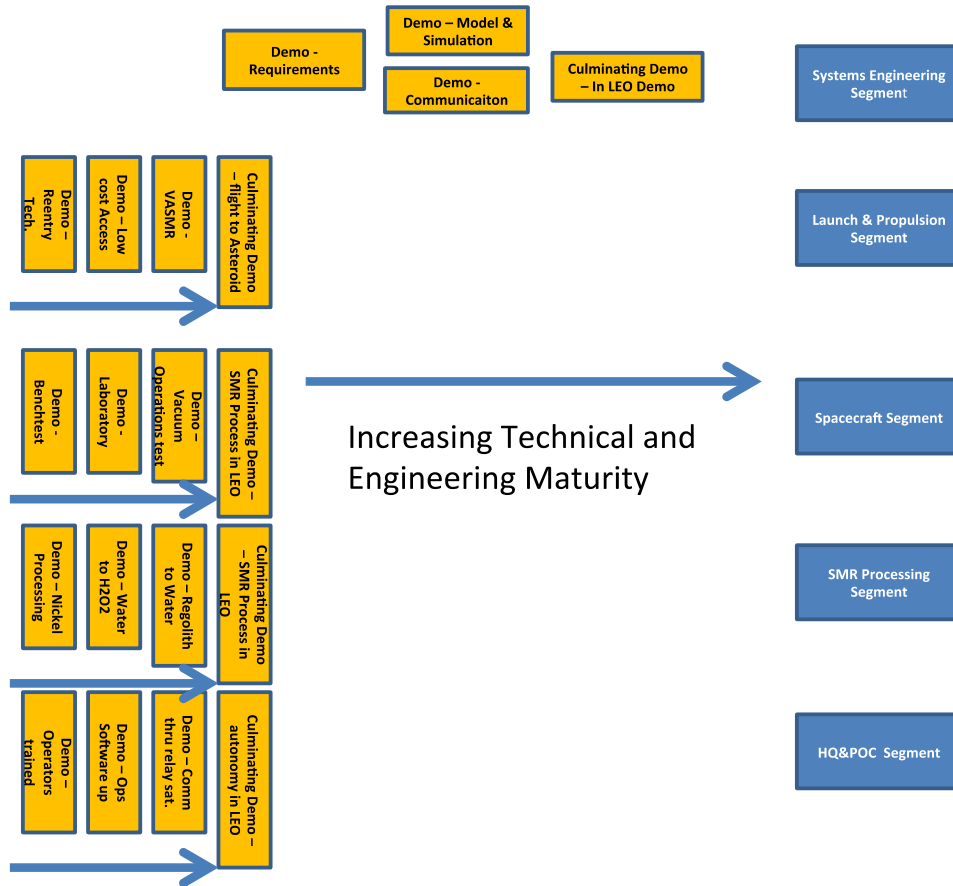 Demo – Model &
Simulation
Demo -
Requirements
Demo -
Communicaiton
Culminating Demo
– In LEO Demo
Systems Engineering
Segment
Demo –
Reentry
Tech.
Demo – Low
cost Access
Demo -
VASMR
Culminating Demo
– flight to Asteroid
Launch & Propulsion
Segment
Demo -
Benchtest
Demo -
Laboratory
Demo –
Vacuum
Operations test
Culminating Demo –
SMR Process in LEO
Increasing Technical and
Engineering Maturity
Spacecraft Segment
Demo – Nickel
Processing
Demo – Water
to H2O2
Demo – Regolith
to Water
Culminating Demo
– SMR Process in
LEO
SMR Processing
Segment
Demo –
Operators
trained
Demo – Ops
Software up
Demo – Comm
thru relay sat.
Culminating Demo –
autonomy in LEO
HQ&POC Segment